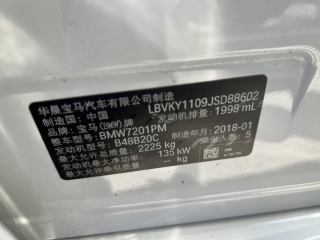 华晨宝马汽车有限公司制造 LBVKY1109JSD88602
制造国：中国 发动机排量：1998 mL
品牌：宝马(BMW)
整车型号：BMW7201PM 制造年月：2018-01
发动机型号：B48B20C 乘坐人数：5
最大允许总质量：2225 kg
发动机最大净功率：135 kW
最大允许牵引质量：-- kg